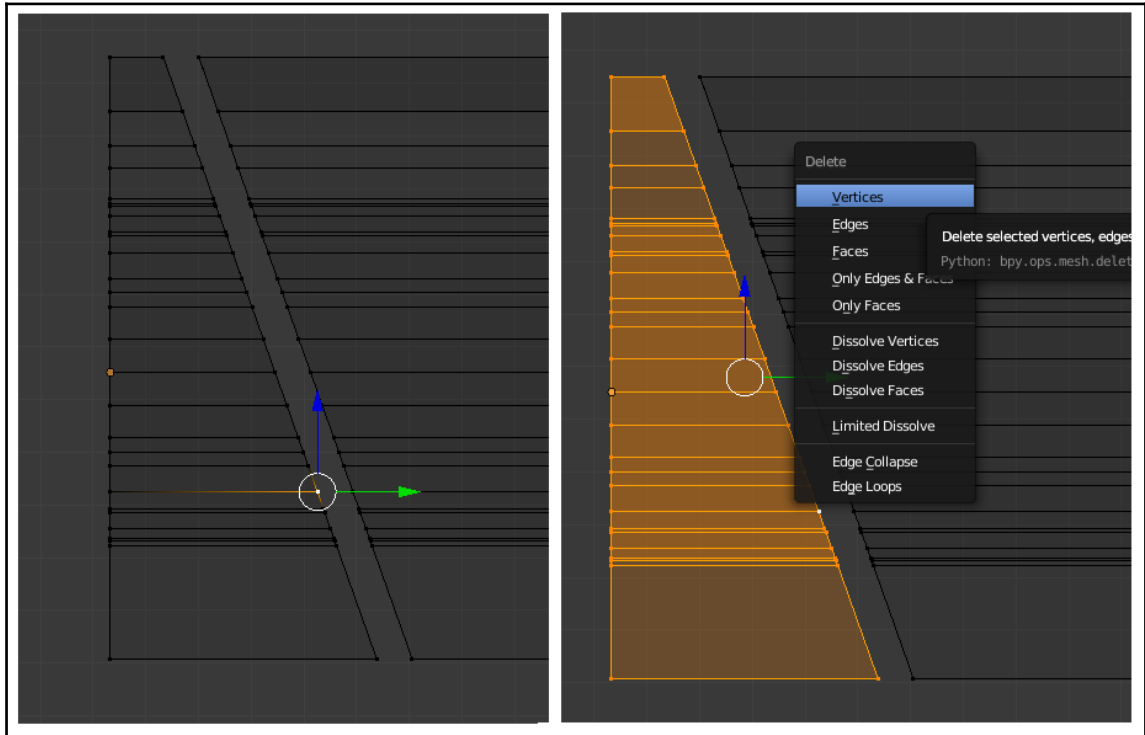 Delete
Vertices
Edges
Faces
Only Edges & Faces
Only Faces
Dissolve Vertices
Dissolve Edges
Dissolve Faces
Limited Dissolve
Edge Collapse
Edge Loops
Delete selected vertices, edges
Python: bpy.ops.mesh.delet